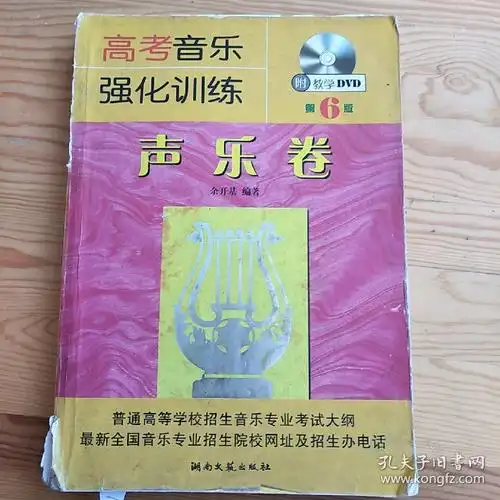 高考音乐
强化训练
附 教学DVD
第6版
声乐卷
余开基 编著
普通高等学校招生音乐专业考试大纲
最新全国音乐专业招生院校网址及招生办电话
湖南文艺出版社
孔夫子旧书网
www.kongfz.com